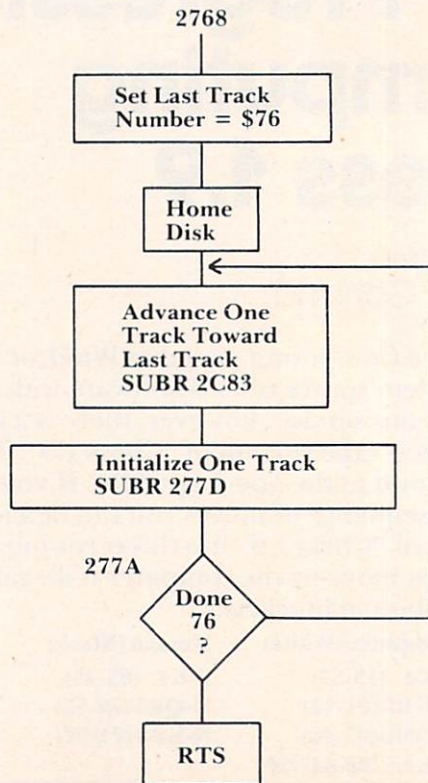 2768
Set Last Track
Number = $76
Home
Disk
Advance One
Track Toward
Last Track
SUBR 2C83
Initialize One Track
SUBR 277D
277A
Done
76
?
RTS